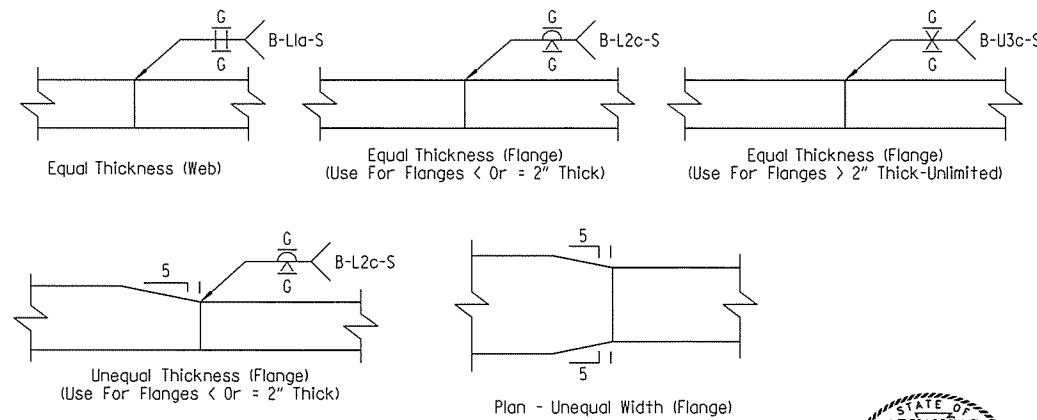 G
B-L1a-S
G
Equal Thickness (Web)
G
B-L2c-S
G
Equal Thickness (Flange)
(Use For Flanges < Or = 2" Thick)
G
B-U3c-S
G
Equal Thickness (Flange)
(Use For Flanges > 2" Thick-Unlimited)
5
1
G
B-L2c-S
G
Unequal Thickness (Flange)
(Use For Flanges < Or = 2" Thick)
5
1
5
1
Plan - Unequal Width (Flange)
STATE OF